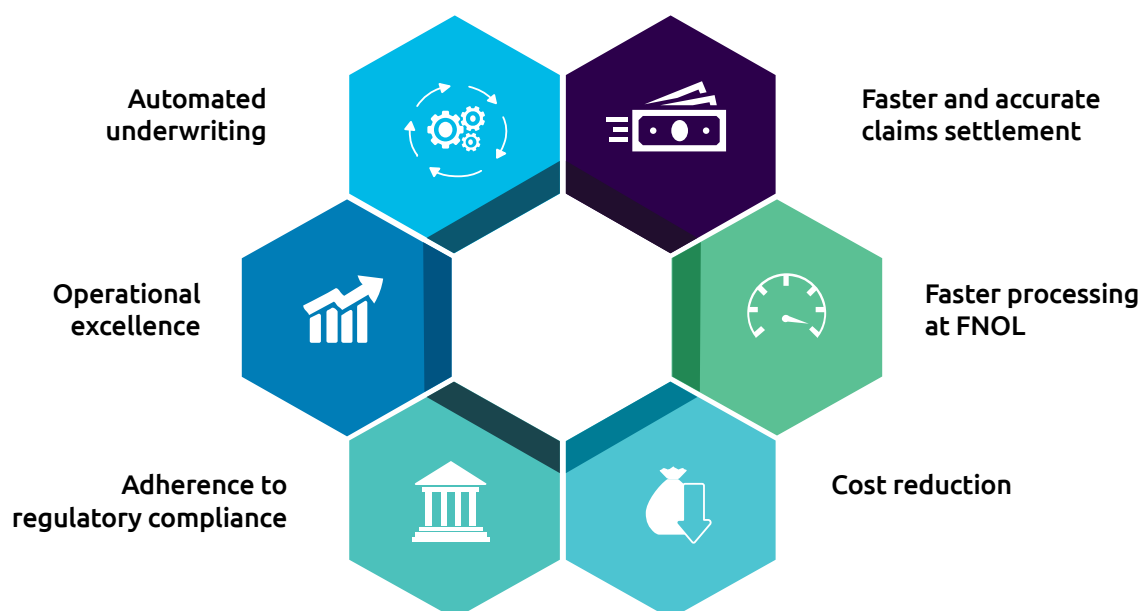 Automated
underwriting
Faster and accurate
claims settlement
Operational
excellence
Faster processing
at FNOL
Adherence to
regulatory compliance
Cost reduction